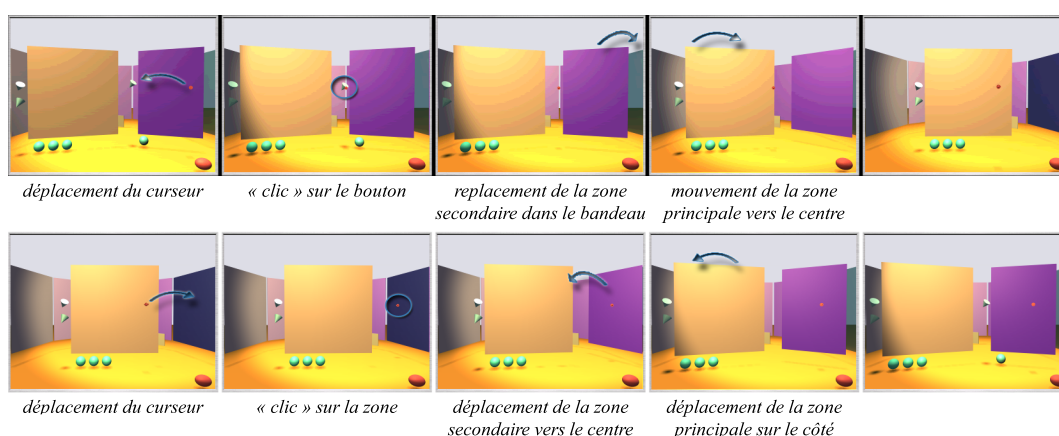 déplacement du curseur
« clic » sur le bouton
replacement de la zone
secondaire dans le bandeau
mouvement de la zone
principale vers le centre
déplacement du curseur
« clic » sur la zone
déplacement de la zone
secondaire vers le centre
déplacement de la zone
principale sur le côté